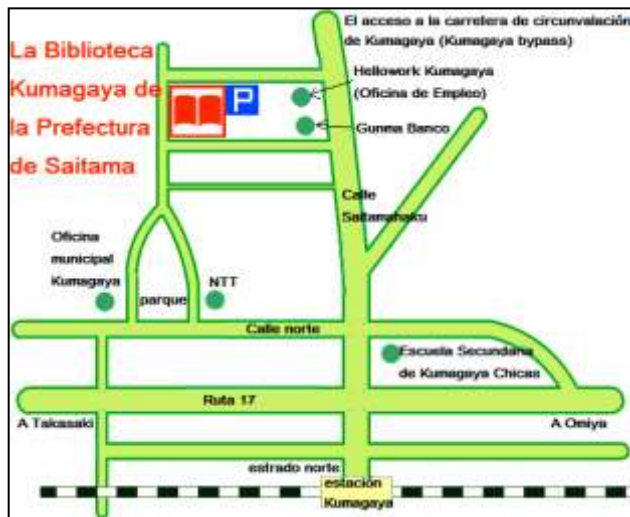 El acceso a la carrelera de circunvalación
de Kumagaya (Kumagaya bypass)
La Biblioteca
Kumagaya de
la Prefectura
de Saitama
P
Hellowork Kumagaya
(Oficina de Empleo)
Gunma Banco
Calle
Saitamahaku
Oficina
municipal
Kumagaya
parque
NTT
Calle norte
Escuela Secundaria
de Kumagaya Chicas
Ruta 17
A Takasaki
A Omiya
estrado norte
estación
Kumagaya